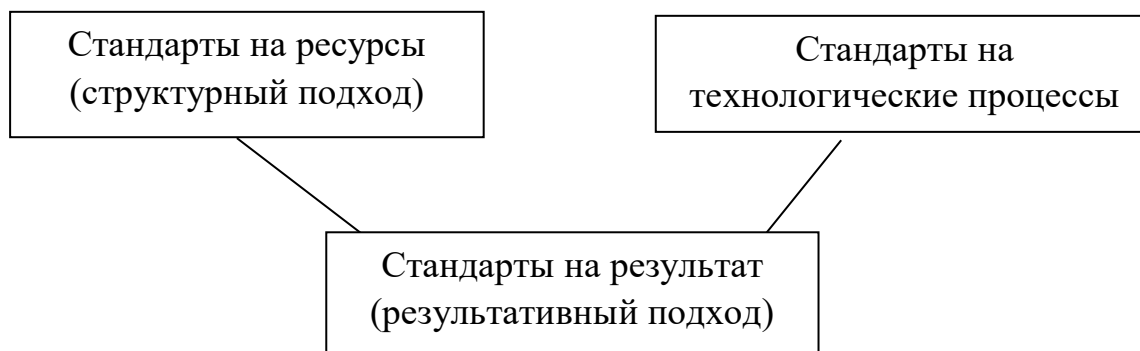 Стандарты на ресурсы
(структурный подход)
Стандарты на
технологические процессы
Стандарты на результат
(результативный подход)